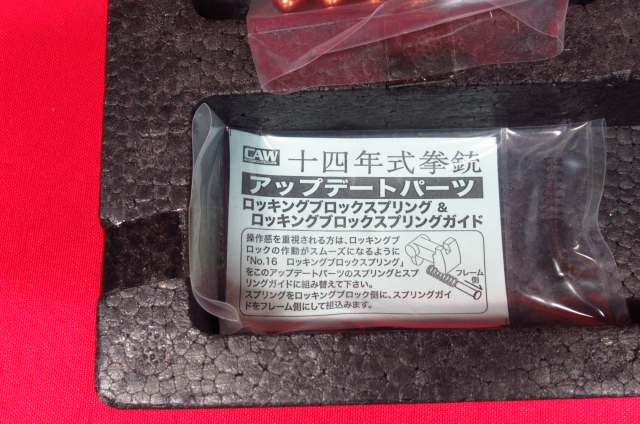 CAW 十四年式拳銃
アップデートパーツ
ロッキングブロックスプリング &
ロッキングブロックスプリングガイド
操作感を重視される方は、ロッキングブ
ロックの作動がスムーズになるように
「No.16 ロッキングブロックスプリング」
をこのアップデートパーツのスプリングとスプ
リングガイドに組み替えて下さい。
スプリングをロッキングブロック側に、スプリングガイ
ドをフレーム側にして組込みます。
フレーム
側